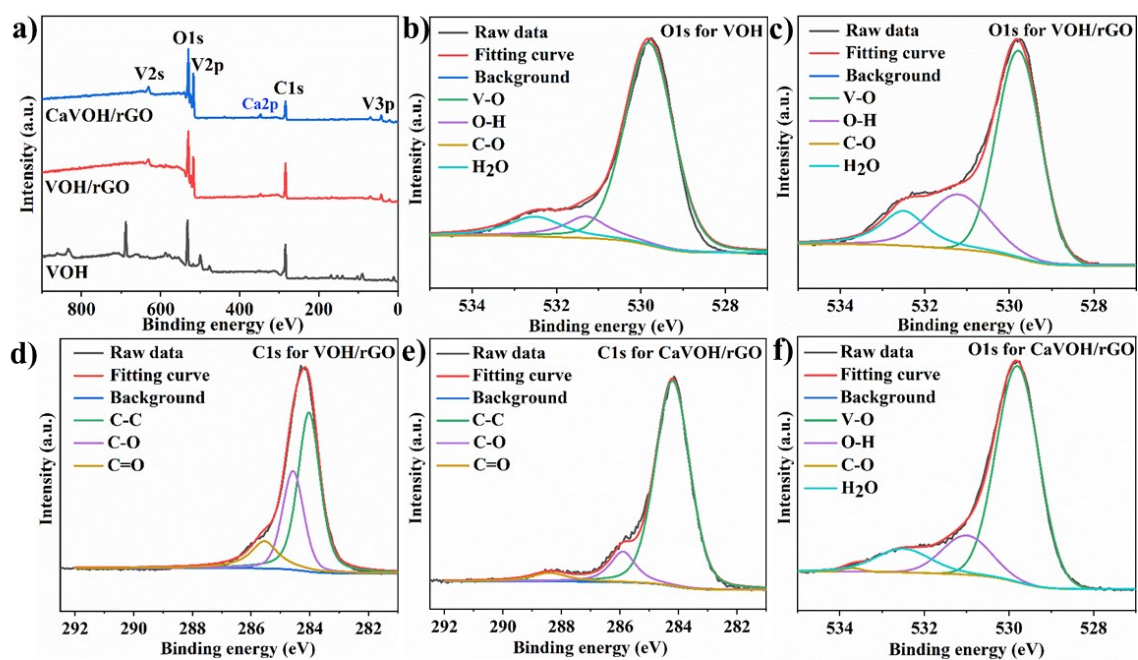 a)
O1s
V2s
V2p
Ca2p
C1s
V3p
CaVOH/rGO
VOH/rGO
VOH
Intensity (a.u.)
800 600 400 200 0
Binding energy (eV)
b)
Raw data
O1s for VOH
Fitting curve
Background
V-O
O-H
C-O
H2O
Intensity (a.u.)
534 532 530 528
Binding energy (eV)
c)
Raw data
O1s for VOH/rGO
Fitting curve
Background
V-O
O-H
C-O
H2O
Intensity (a.u.)
534 532 530 528
Binding energy (eV)
d)
Raw data
C1s for VOH/rGO
Fitting curve
Background
C-C
C-O
C=O
Intensity (a.u.)
292 290 288 286 284 282
Binding energy (eV)
e)
Raw data
C1s for CaVOH/rGO
Fitting curve
Background
C-C
C-O
C=O
Intensity (a.u.)
292 290 288 286 284 282
Binding energy (eV)
f)
Raw data
O1s for CaVOH/rGO
Fitting curve
Background
V-O
O-H
C-O
H2O
Intensity (a.u.)
534 532 530 528
Binding energy (eV)